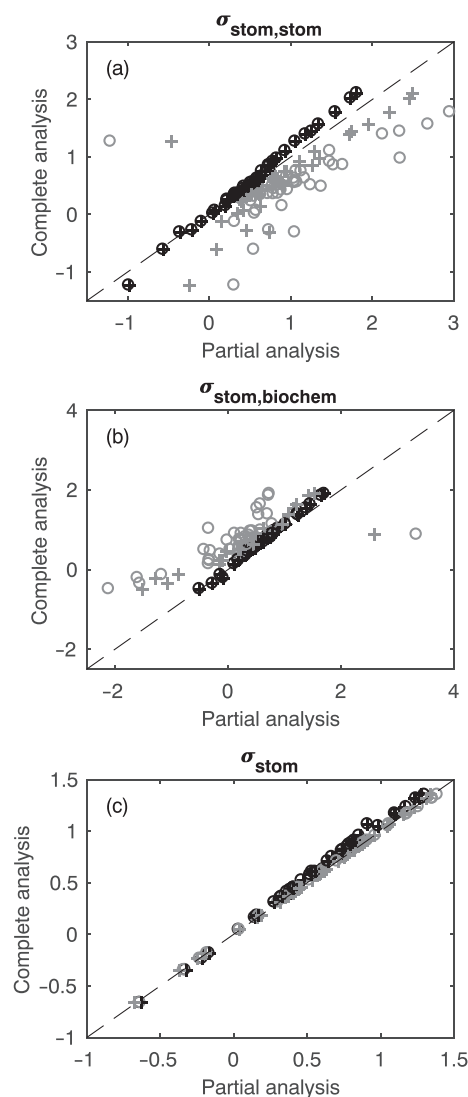 σstom,stom
(a)
3
2
1
0
−1
Complete analysis
−1 0 1 2 3
Partial analysis
σstom,biochem
(b)
4
2
0
−2
Complete analysis
−2 0 2 4
Partial analysis
σstom
(c)
1.5
1
0.5
0
−0.5
−1
Complete analysis
−1 −0.5 0 0.5 1 1.5
Partial analysis